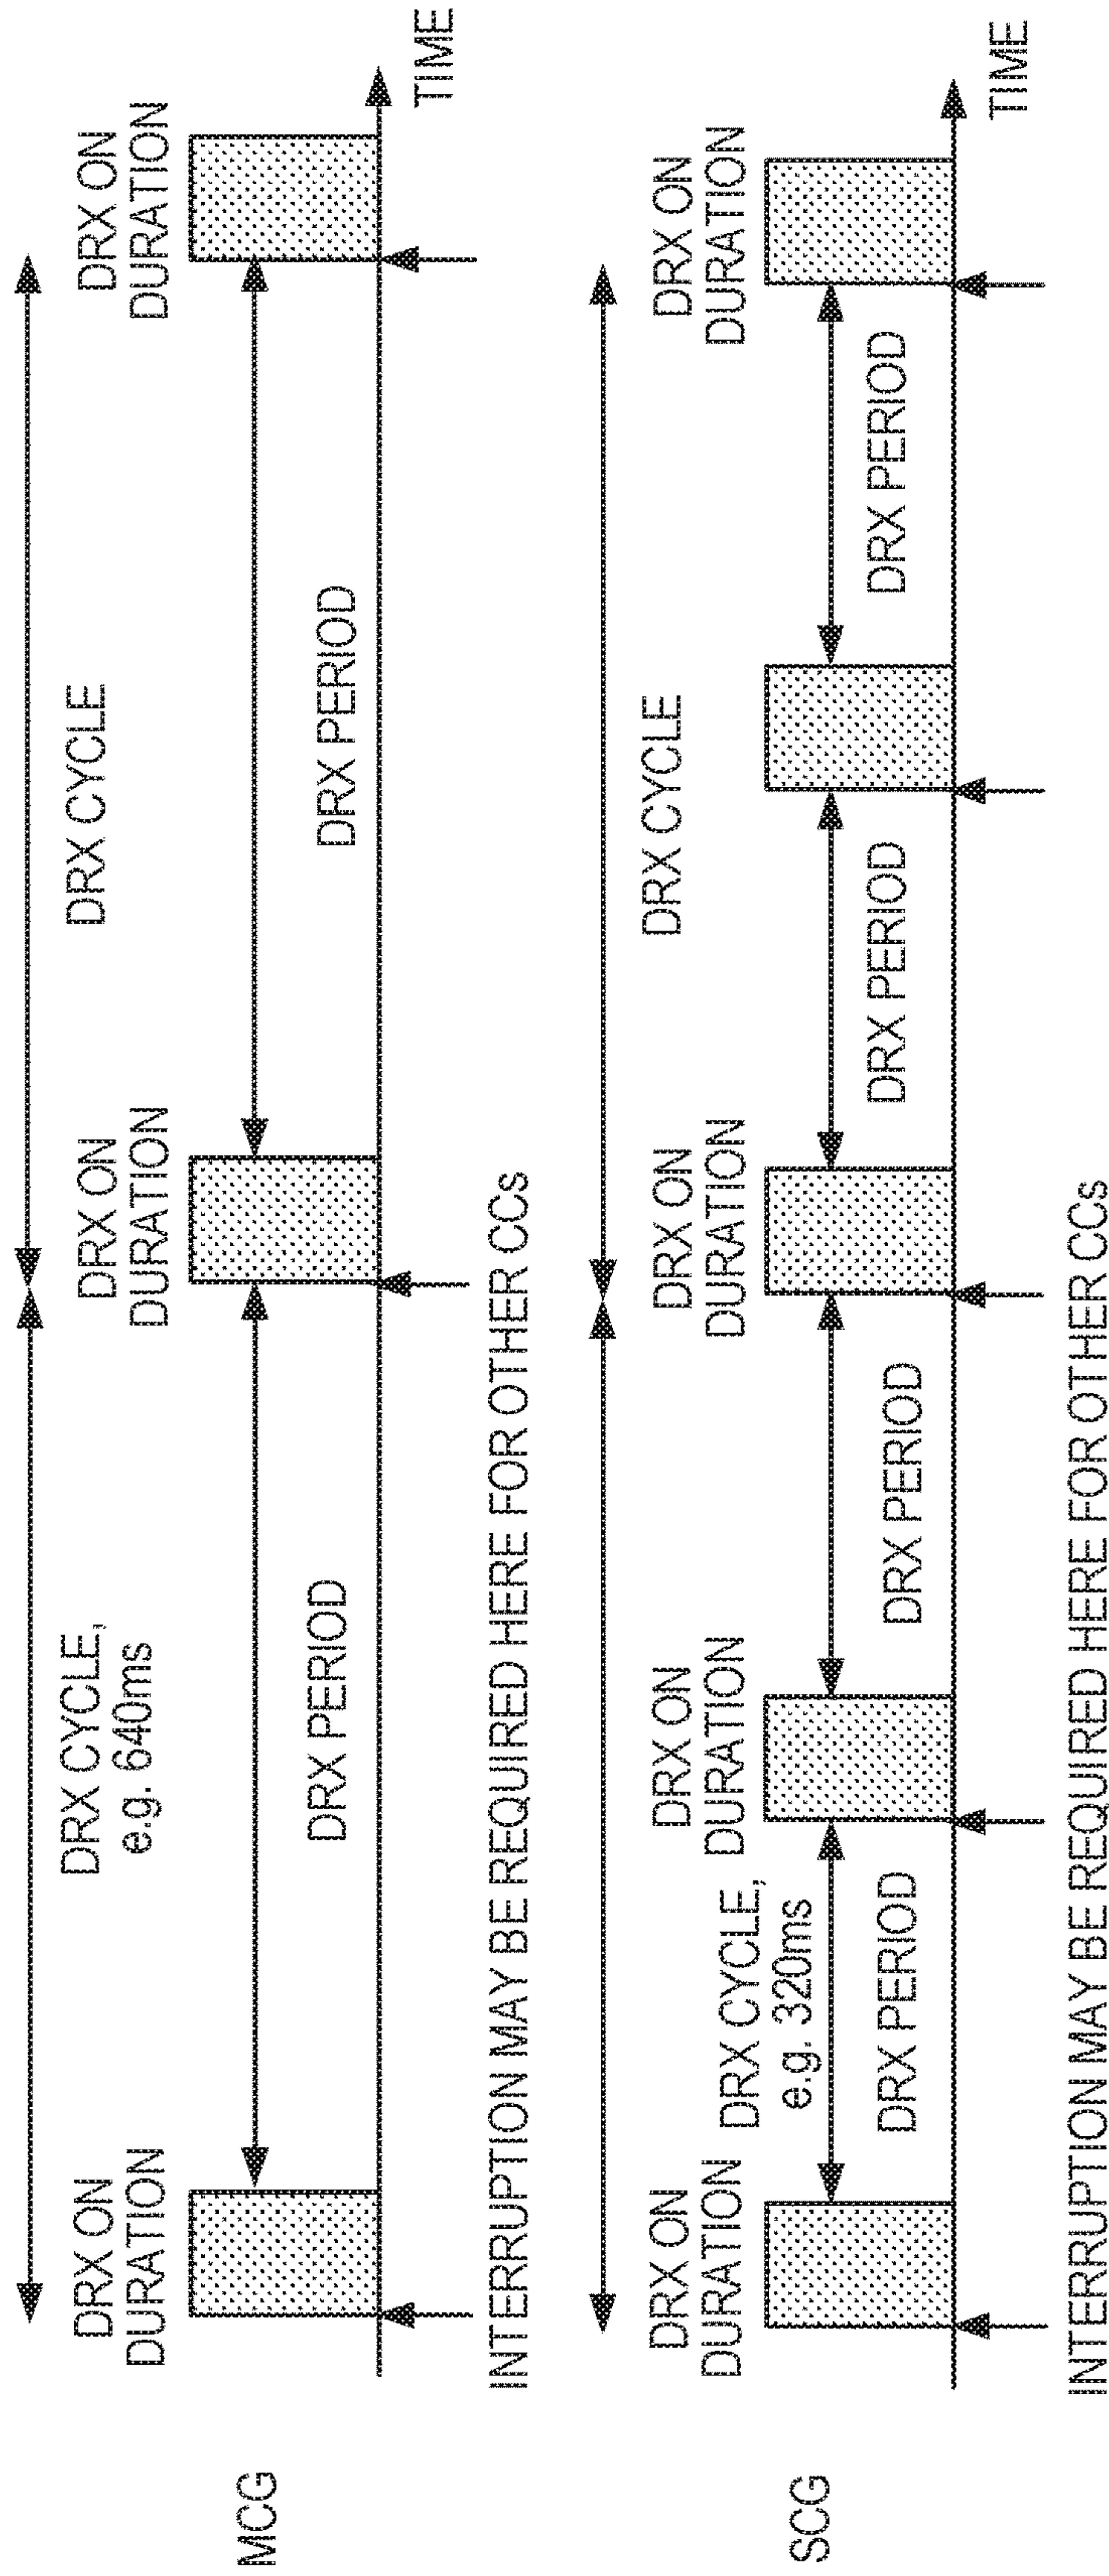 MCG
DRX CYCLE,
e.g. 640ms
DRX CYCLE
DRX ON
DURATION
DRX ON
DURATION
DRX ON
DURATION
DRX PERIOD
DRX PERIOD
TIME
INTERRUPTION MAY BE REQUIRED HERE FOR OTHER CCs
SCG
DRX CYCLE
DRX ON
DURATION
DRX ON
DURATION
DRX ON
DURATION
DRX ON
DURATION
DRX CYCLE,
e.g. 320ms
DRX PERIOD
DRX PERIOD
DRX PERIOD
DRX PERIOD
TIME
INTERRUPTION MAY BE REQUIRED HERE FOR OTHER CCs